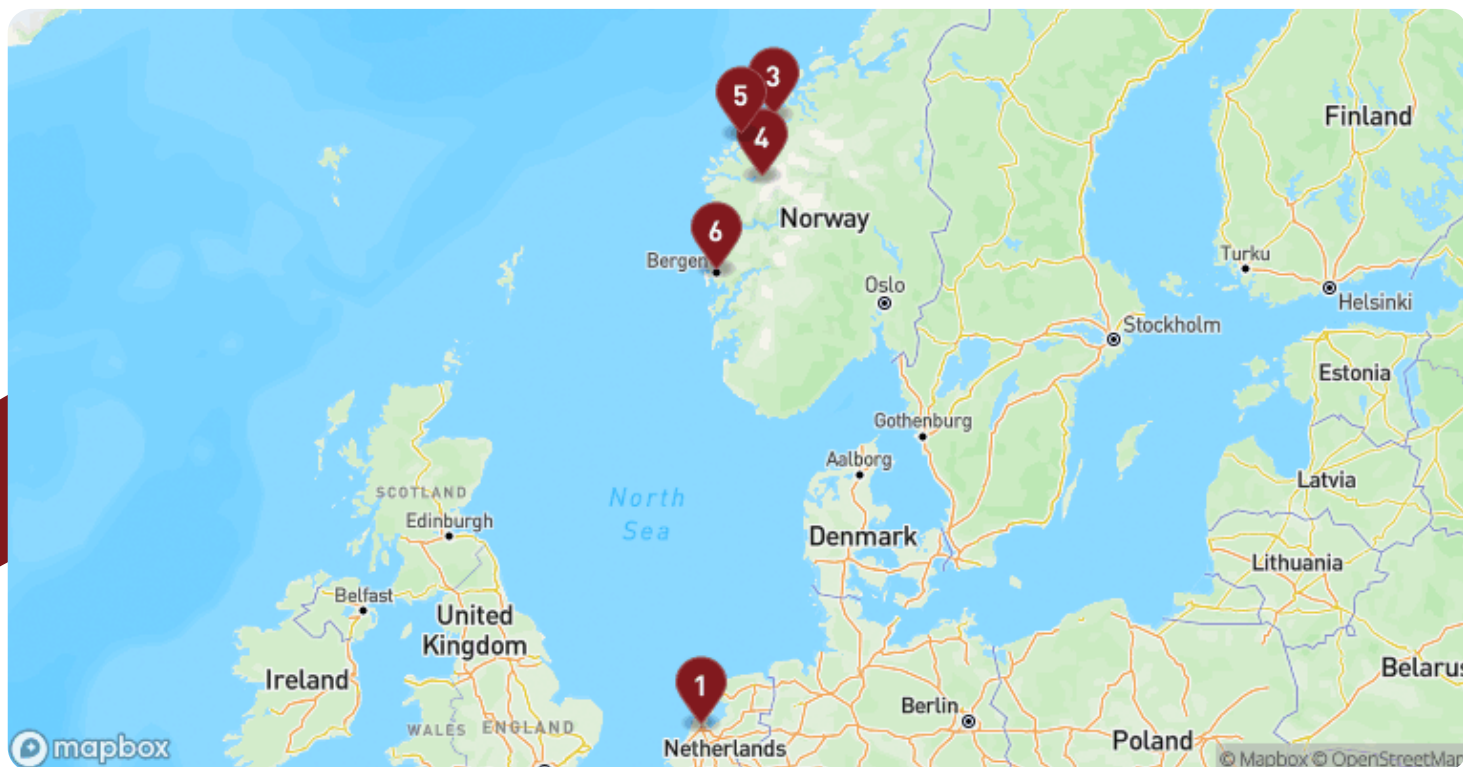 3
5
Finland
4
Norway
6
Bergen
Turku
Oslo
Helsinki
Stockholm
Estonia
Gothenburg
Aalborg
Latvia
SCOTLAND
North
Sea
Edinburgh
Denmark
Lithuania
Belfast
United
Kingdom
Belarus
Ireland
1
Berlin
WALES
ENGLAND
Poland
Netherlands
mapbox
© Mapbox © OpenStreetMap